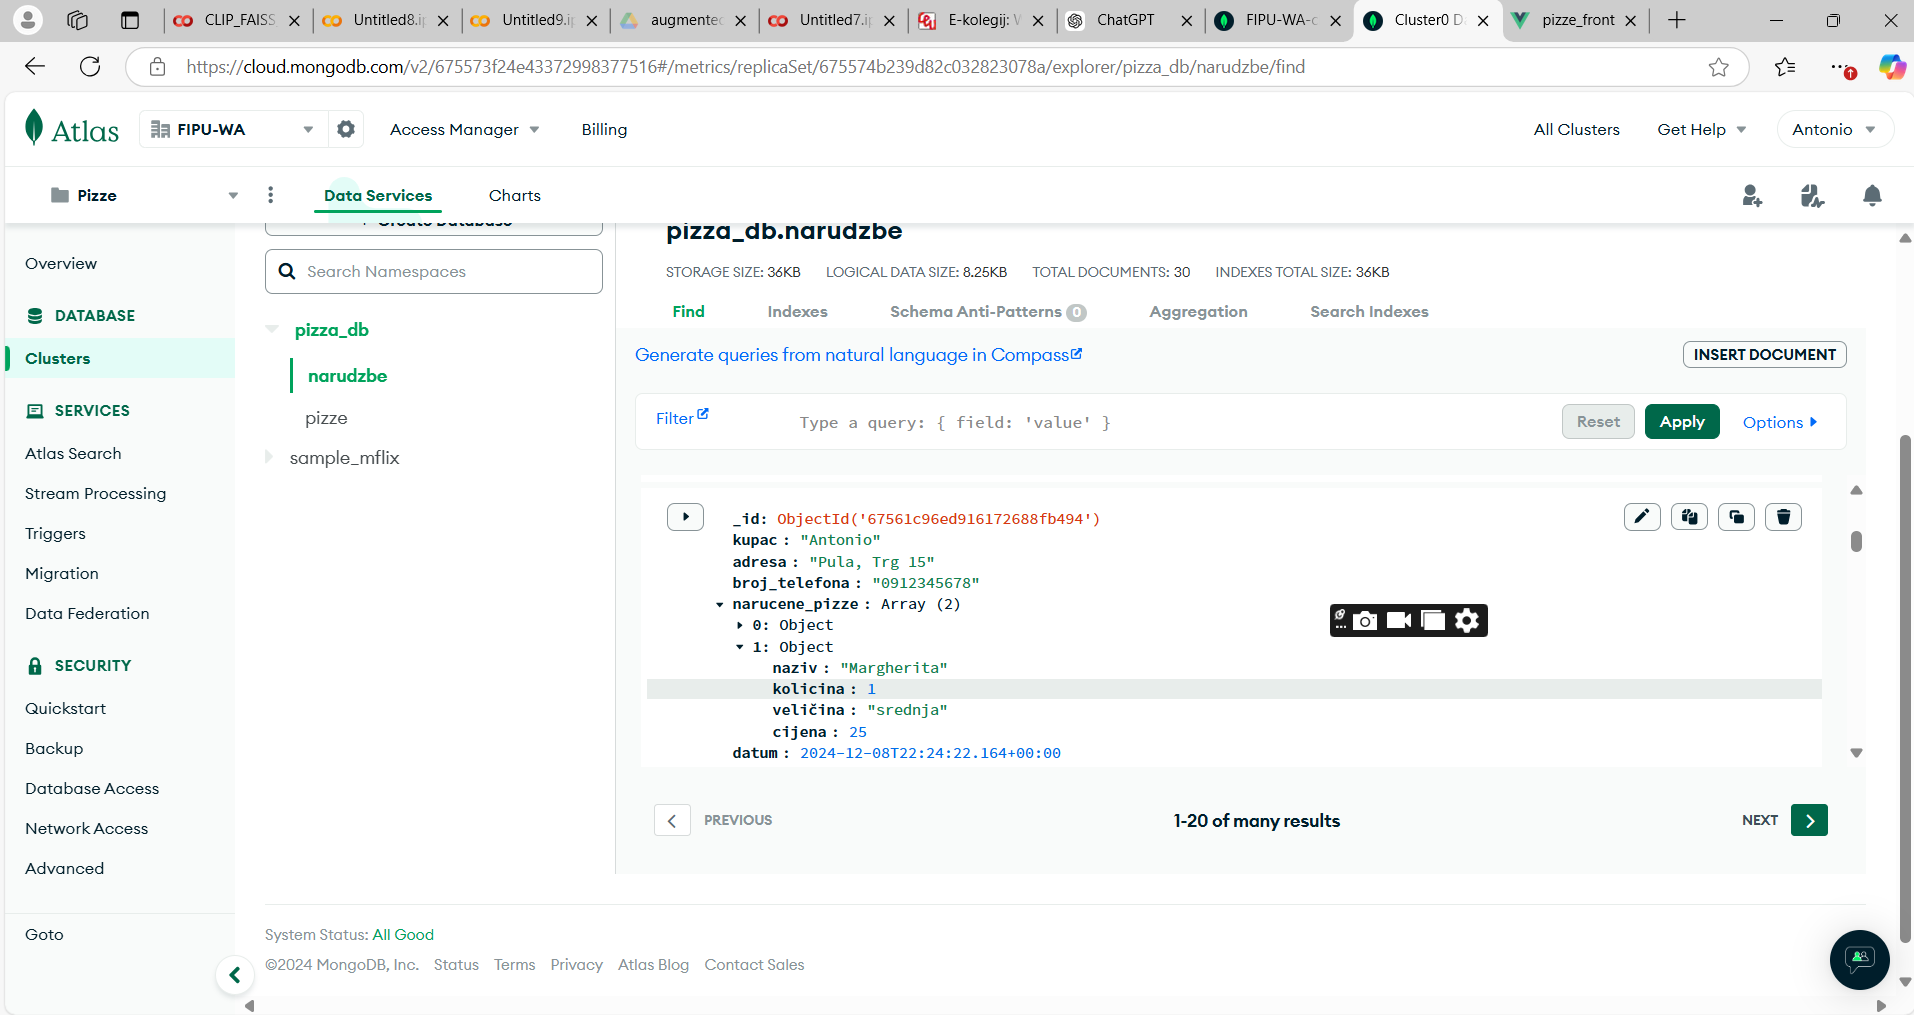 CLIP_FAISS
Untitled8.i
Untitled9.i
augmente
Untitled7.i
E-kolegij: 
ChatGPT
FIPU-WA-c
Cluster0 D
pizze_front
https://cloud.mongodb.com/v2/675573f24e43372998377516#/metrics/replicaSet/675574b239d82c032823078a/explorer/pizza_db/narudzbe/find
Atlas
FIPU-WA
Access Manager
Billing
All Clusters
Get Help
Antonio
Pizze
Data Services
Charts
Create Database
Search Namespaces
pizza_db
narudzbe
pizze
sample_mflix
Overview
DATABASE
Clusters
SERVICES
Atlas Search
Stream Processing
Triggers
Migration
Data Federation
SECURITY
Quickstart
Backup
Database Access
Network Access
Advanced
Goto
pizza_db.narudzbe
STORAGE SIZE: 36KB LOGICAL DATA SIZE: 8.25KB TOTAL DOCUMENTS: 30 INDEXES TOTAL SIZE: 36KB
Find Indexes Schema Anti-Patterns 0 Aggregation Search Indexes
Generate queries from natural language in Compass
INSERT DOCUMENT
Filter
Type a query: { field: 'value' }
Reset
Apply
Options
_id: ObjectId('67561c96ed916172688fb494')
kupac : "Antonio"
adresa : "Pula, Trg 15"
broj_telefona : "0912345678"
narucene_pizze : Array (2)
0: Object
1: Object
naziv : "Margherita"
kolicina : 1
veličina : "srednja"
cijena : 25
datum : 2024-12-08T22:24:22.164+00:00
PREVIOUS
1-20 of many results
NEXT
System Status: All Good
©2024 MongoDB, Inc. Status Terms Privacy Atlas Blog Contact Sales